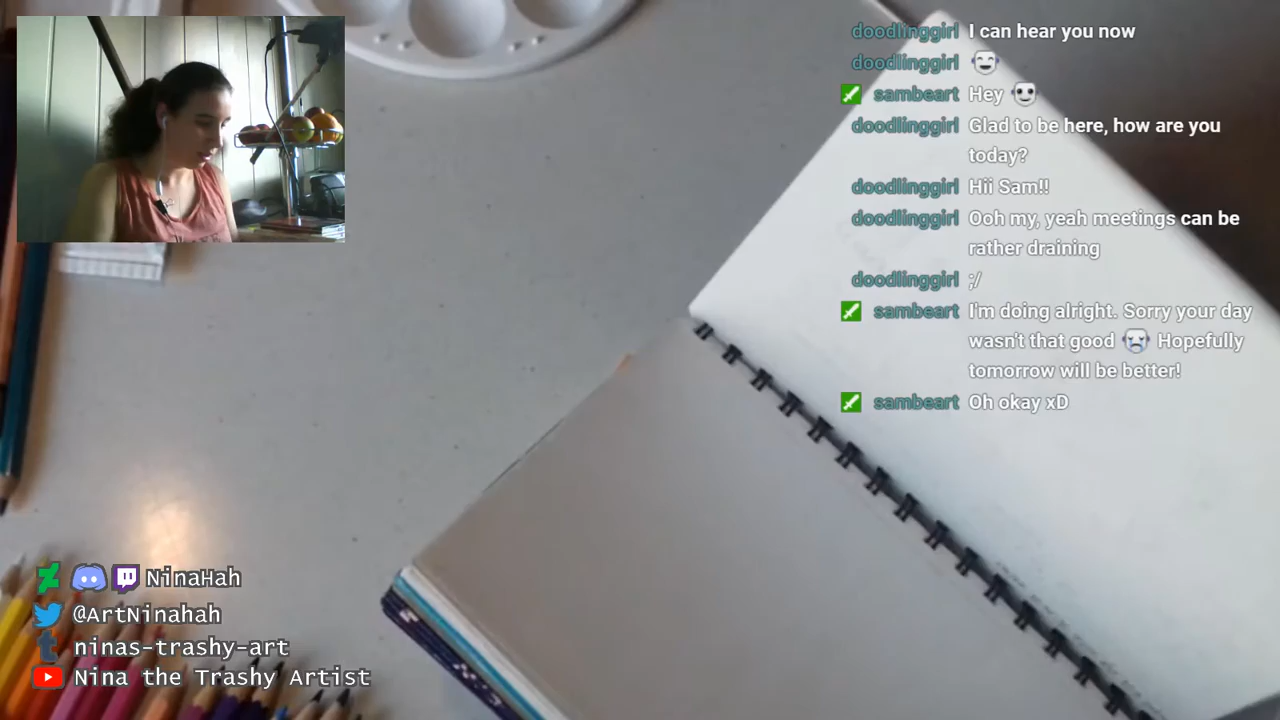 doodlinggirl I can hear you now
doodlinggirl
sambeart Hey
doodlinggirl Glad to be here, how are you
today?
doodlinggirl Hii Sam!!
doodlinggirl Ooh my, yeah meetings can be
rather draining
doodlinggirl ;/
sambeart I'm doing alright. Sorry your day
wasn't that good Hopefully
tomorrow will be better!
sambeart Oh okay xD
NinaHah
@ArtNinahah
ninas-trashy-art
Nina the Trashy Artist